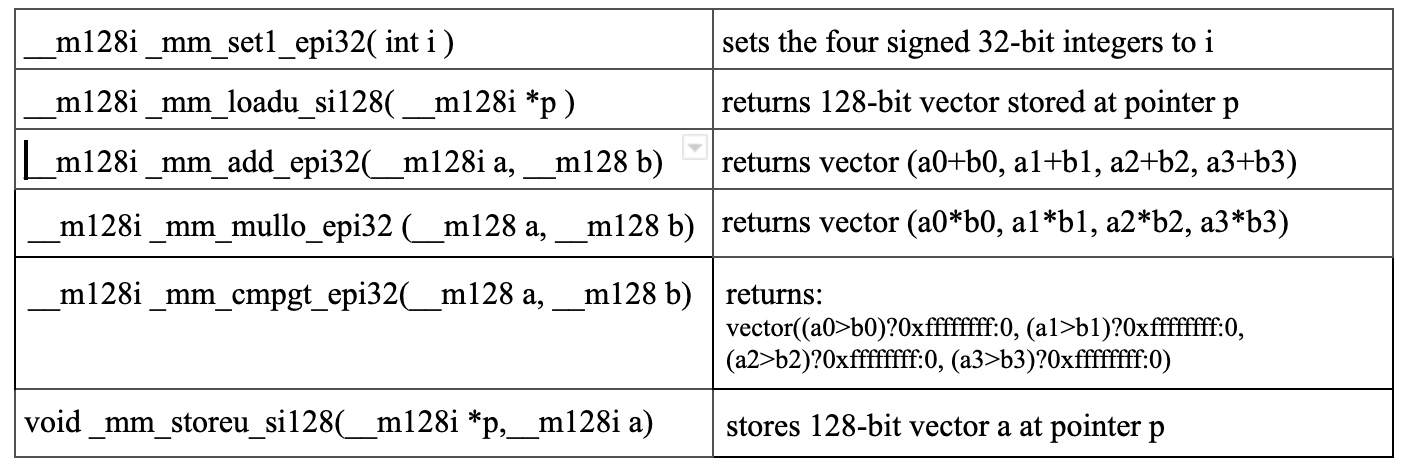 __m128i _mm_set1_epi32( int i )
sets the four signed 32-bit integers to i
__m128i _mm_loadu_si128( __m128i *p )
returns 128-bit vector stored at pointer p
__m128i _mm_add_epi32(__m128i a, __m128 b)
returns vector (a0+b0, a1+b1, a2+b2, a3+b3)
__m128i _mm_mullo_epi32 (__m128 a, __m128 b)
returns vector (a0*b0, a1*b1, a2*b2, a3*b3)
__m128i _mm_cmpgt_epi32(__m128 a, __m128 b)
returns:
vector((a0>b0)?0xffffffff:0, (a1>b1)?0xffffffff:0,
(a2>b2)?0xffffffff:0, (a3>b3)?0xffffffff:0)
void _mm_storeu_si128(__m128i *p,__m128i a)
stores 128-bit vector a at pointer p